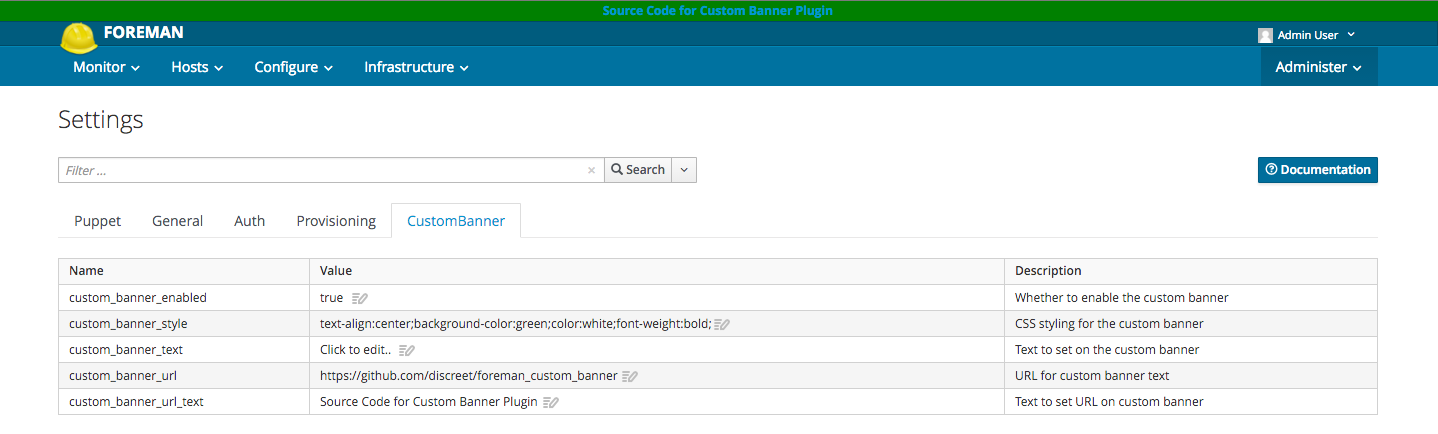 Source Code for Custom Banner Plugin
FOREMAN
Admin User
Monitor Hosts Configure Infrastructure Administer
Settings
Filter ... × Search Documentation
Puppet General Auth Provisioning CustomBanner
Name Value Description
custom_banner_enabled true Whether to enable the custom banner
custom_banner_style text-align:center;background-color:green;color:white;font-weight:bold; CSS styling for the custom banner
custom_banner_text Click to edit.. Text to set on the custom banner
custom_banner_url https://github.com/discreet/foreman_custom_banner URL for custom banner text
custom_banner_url_text Source Code for Custom Banner Plugin Text to set URL on custom banner